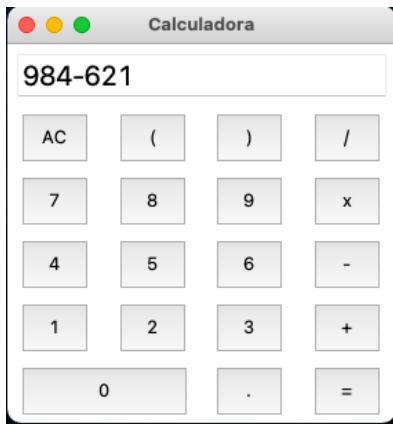 Calculadora
984-621
AC ( ) /
7 8 9 x
4 5 6 -
1 2 3 +
0 . =